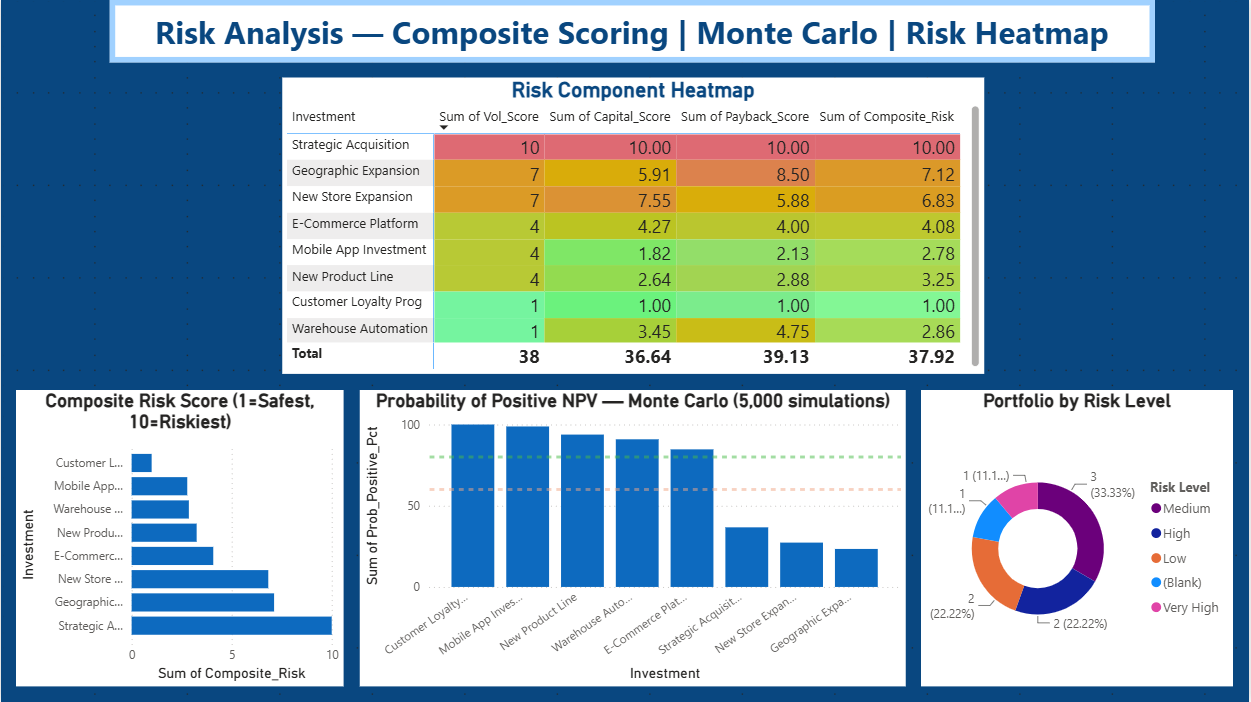 Risk Analysis — Composite Scoring | Monte Carlo | Risk Heatmap
Risk Component Heatmap
Investment Sum of Vol_Score Sum of Capital_Score Sum of Payback_Score Sum of Composite_Risk
Strategic Acquisition 10 10.00 10.00 10.00
Geographic Expansion 7 5.91 8.50 7.12
New Store Expansion 7 7.55 5.88 6.83
E-Commerce Platform 4 4.27 4.00 4.08
Mobile App Investment 4 1.82 2.13 2.78
New Product Line 4 2.64 2.88 3.25
Customer Loyalty Prog 1 1.00 1.00 1.00
Warehouse Automation 1 3.45 4.75 2.86
Total 38 36.64 39.13 37.92
Composite Risk Score (1=Safest,
10=Riskiest)
Investment
Customer L...
Mobile App...
Warehouse ...
New Produ...
E-Commerc...
New Store ...
Geographic...
Strategic A...
0 5 10
Sum of Composite_Risk
Probability of Positive NPV — Monte Carlo (5,000 simulations)
Sum of Prob_Positive_Pct
100
50
0
Customer Loyalty...
Mobile App Inves...
New Product Line
Warehouse Auto...
E-Commerce Plat...
Strategic Acquisit...
New Store Expan...
Geographic Expa...
Investment
Portfolio by Risk Level
1 (11.1...)
3
(33.33%)
1
(11.1...)
2
(22.22%)
2 (22.22%)
Risk Level
Medium
High
Low
(Blank)
Very High